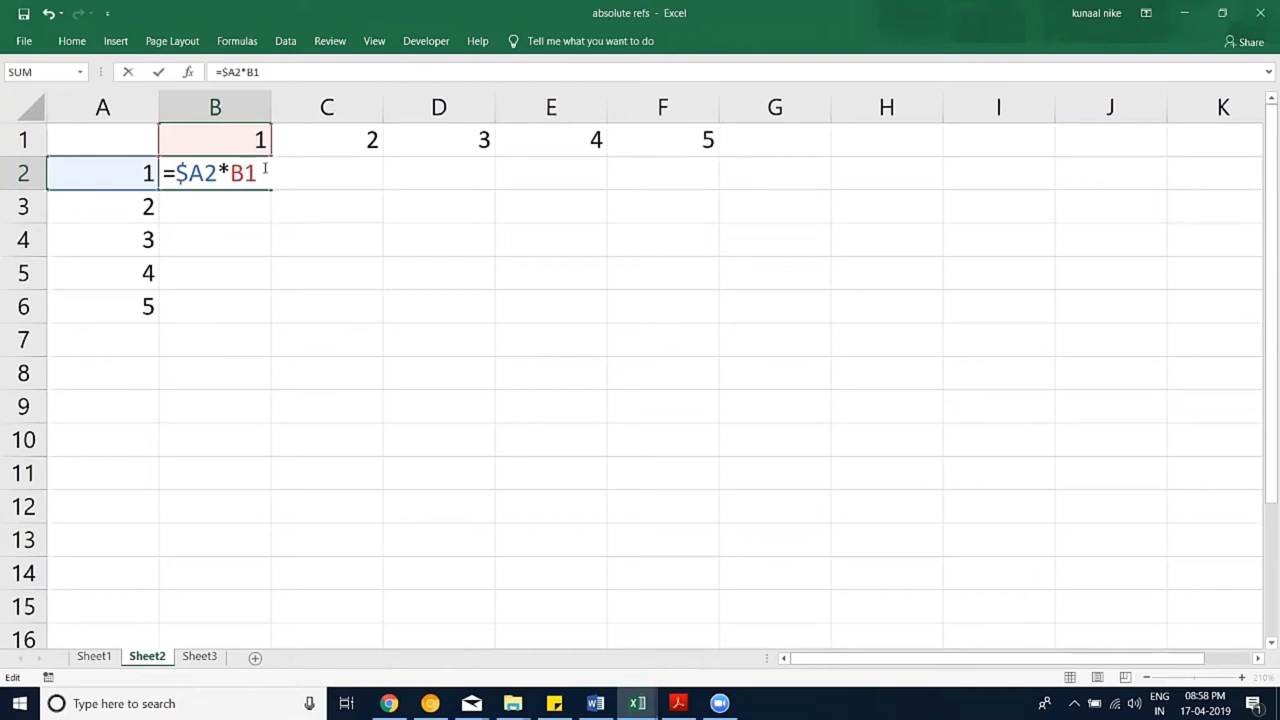 absolute refs - Excel
kunaal nike
File Home Insert Page Layout Formulas Data Review View Developer Help Tell me what you want to do Share
SUM fx =$A2*B1
A B C D E F G H I J K
1 1 2 3 4 5
2 1 =$A2*B1
3 2
4 3
5 4
6 5
7
8
9
10
11
12
13
14
15
16
Sheet1 Sheet2 Sheet3
Edit 210%
Type here to search ENG 08:58 PM
IN 17-04-2019